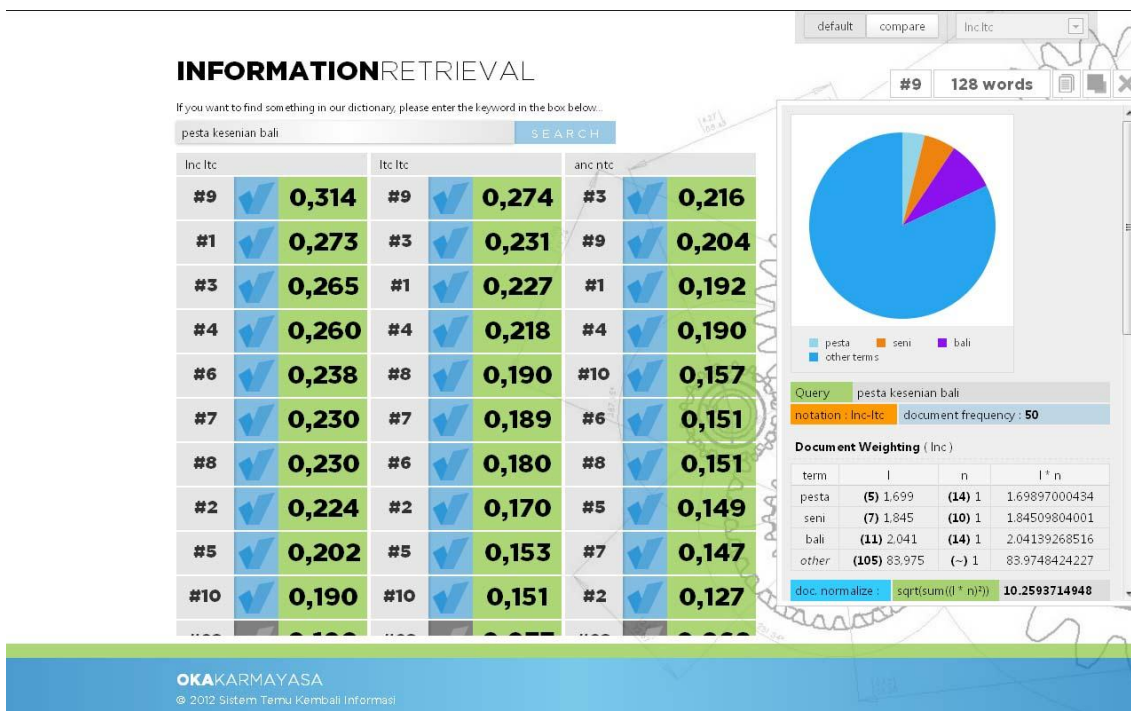 default compare lnc ltc
INFORMATIONRETRIEVAL
#9 128 words
If you want to find something in our dictionary, please enter the keyword in the box below...
pesta kesenian bali SEARCH
lnc ltc ltc ltc anc ntc
#9 0,314 #9 0,274 #3 0,216
#1 0,273 #3 0,231 #9 0,204
#3 0,265 #1 0,227 #1 0,192
#4 0,260 #4 0,218 #4 0,190
#6 0,238 #8 0,190 #10 0,157
#7 0,230 #7 0,189 #6 0,151
#8 0,230 #6 0,180 #8 0,151
#2 0,224 #2 0,170 #5 0,149
#5 0,202 #5 0,153 #7 0,147
#10 0,190 #10 0,151 #2 0,127
pesta seni bali
other terms
Query pesta kesenian bali
notation : lnc-ltc document frequency : 50
Document Weighting ( lnc )
term l n l * n
pesta (5) 1,699 (14) 1 1.69897000434
seni (7) 1,845 (10) 1 1.84509804001
bali (11) 2,041 (14) 1 2.04139268516
other (105) 83,975 (~) 1 83.9748424227
doc. normalize : sqrt(sum((l * n)²)) 10.2593714948
OKAKARMAYASA
© 2012 Sistem Temu Kembali Informasi